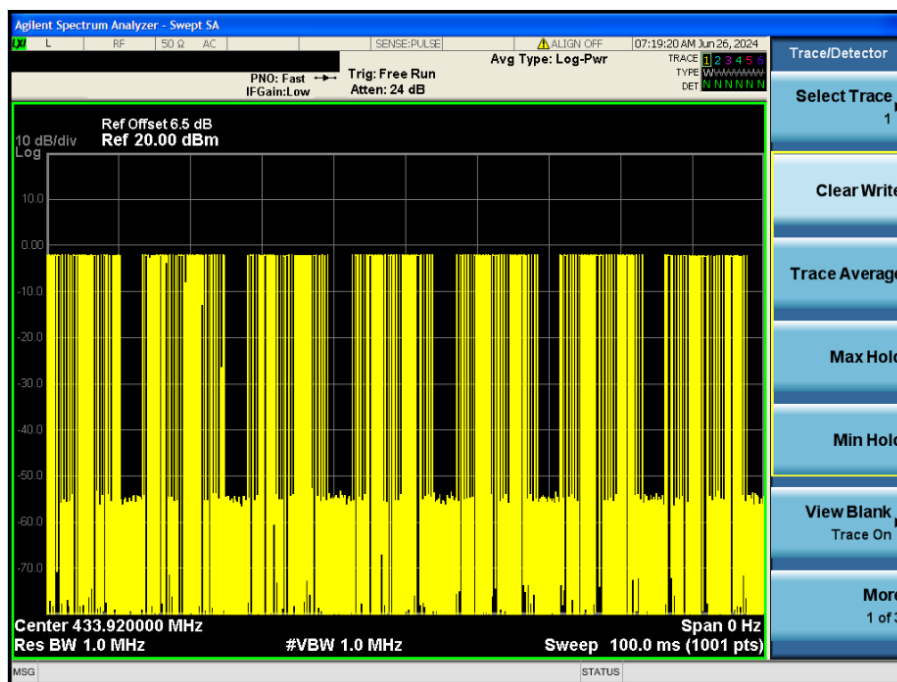 Agilent Spectrum Analyzer - Swept SA
LXI L RF 50 Ω AC SENSE:PULSE ALIGN OFF 07:19:20 AM Jun 26, 2024
Avg Type: Log-Pwr TRACE 1 2 3 4 5 6
PNO: Fast Trig: Free Run TYPE WWWWWW
IFGain:Low Atten: 24 dB DET N N N N N N
Ref Offset 6.5 dB
10 dB/div Ref 20.00 dBm
Log
10.0
0.00
-10.0
-20.0
-30.0
-40.0
-50.0
-60.0
-70.0
Center 433.920000 MHz Span 0 Hz
Res BW 1.0 MHz #VBW 1.0 MHz Sweep 100.0 ms (1001 pts)
MSG STATUS
Trace/Detector
Select Trace
1
Clear Write
Trace Average
Max Hold
Min Hold
View Blank
Trace On
More
1 of 3